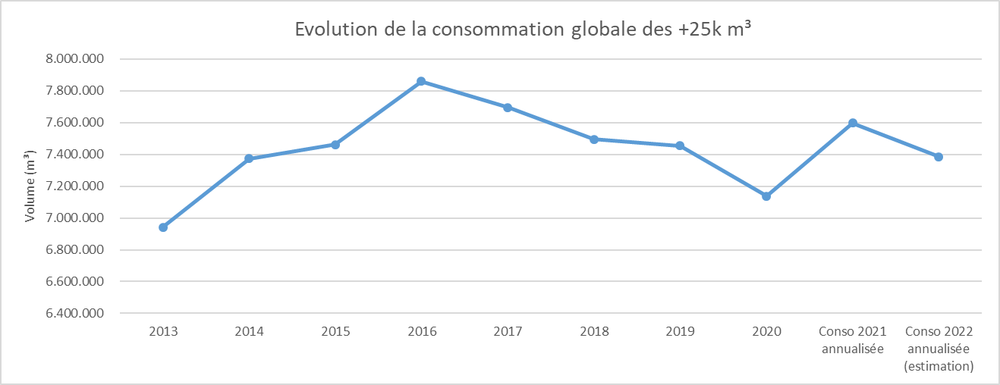 Evolution de la consommation globale des +25k m³
Volume (m³)
8.000.000
7.800.000
7.600.000
7.400.000
7.200.000
7.000.000
6.800.000
6.600.000
6.400.000
2013
2014
2015
2016
2017
2018
2019
2020
Conso 2021
annualisée
Conso 2022
annualisée
(estimation)